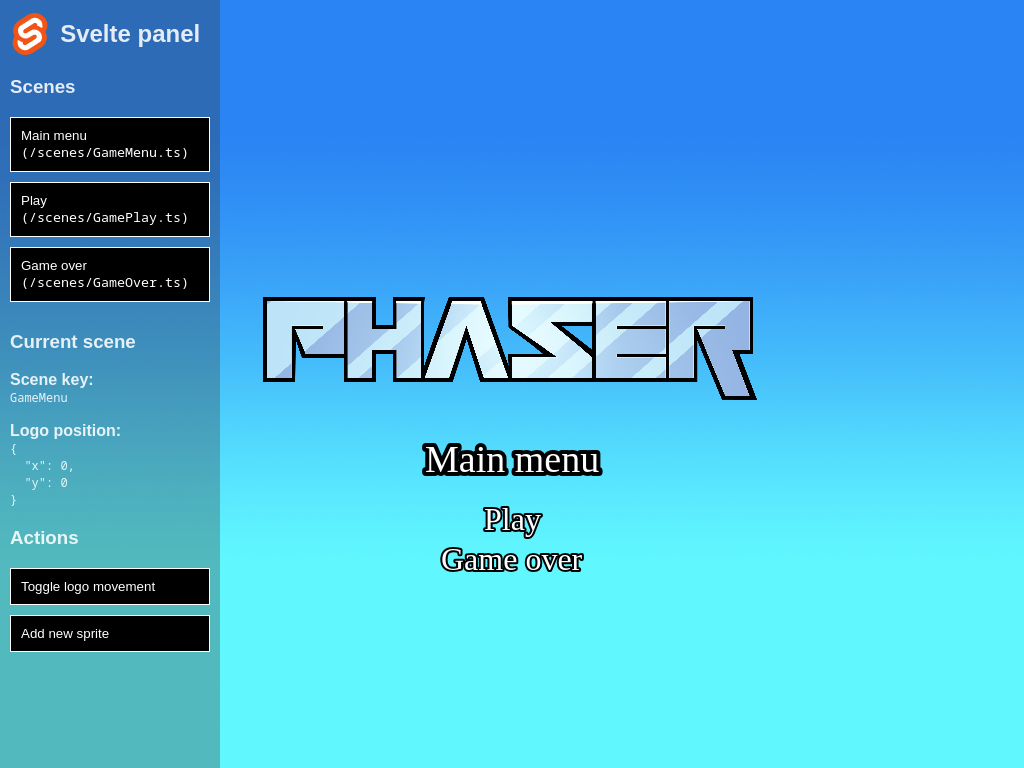 Svelte panel
Scenes
Main menu
(/scenes/GameMenu.ts)
Play
(/scenes/GamePlay.ts)
Game over
(/scenes/GameOver.ts)
Current scene
Scene key:
GameMenu
Logo position:
{
  "x": 0,
  "y": 0
}
Actions
Toggle logo movement
Add new sprite
PHASER
Main menu
Play
Game over